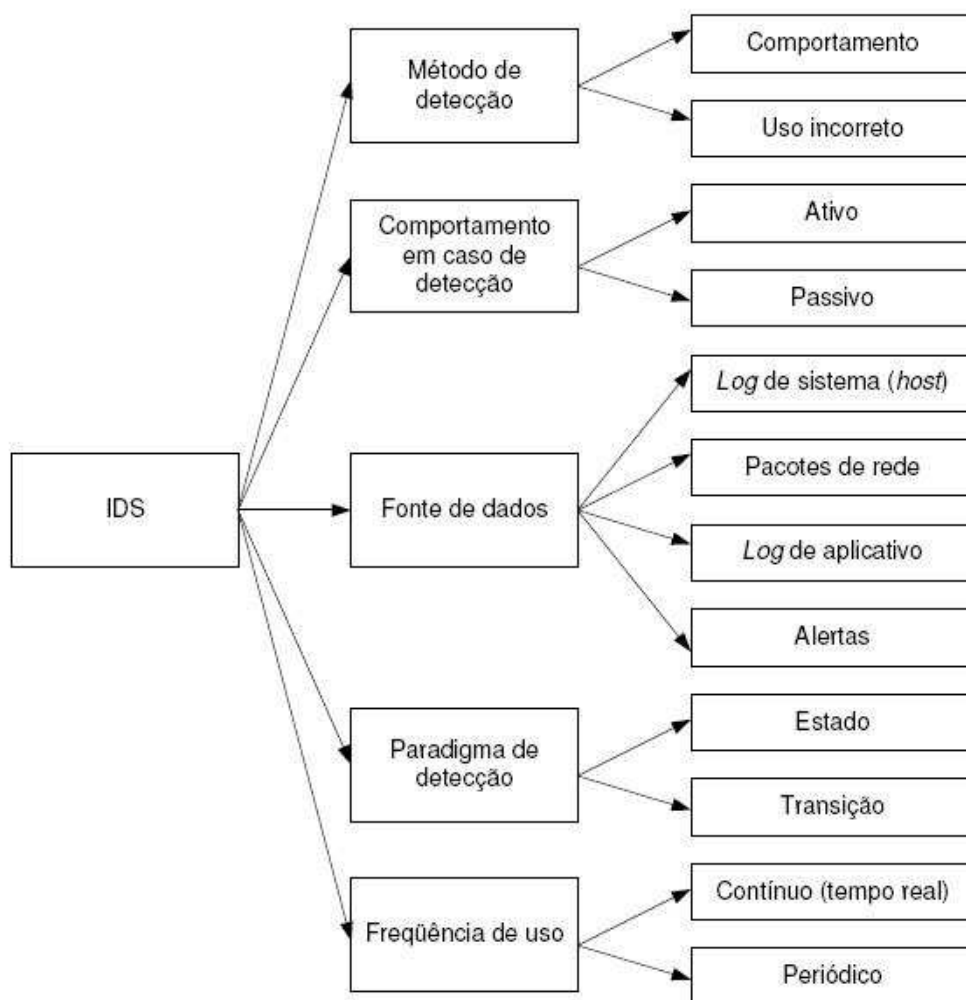 IDS
Método de
detecção
Comportamento
Uso incorreto
Comportamento
em caso de
detecção
Ativo
Passivo
Fonte de dados
Log de sistema (host)
Pacotes de rede
Log de aplicativo
Alertas
Paradigma de
detecção
Estado
Transição
Freqüência de uso
Contínuo (tempo real)
Periódico